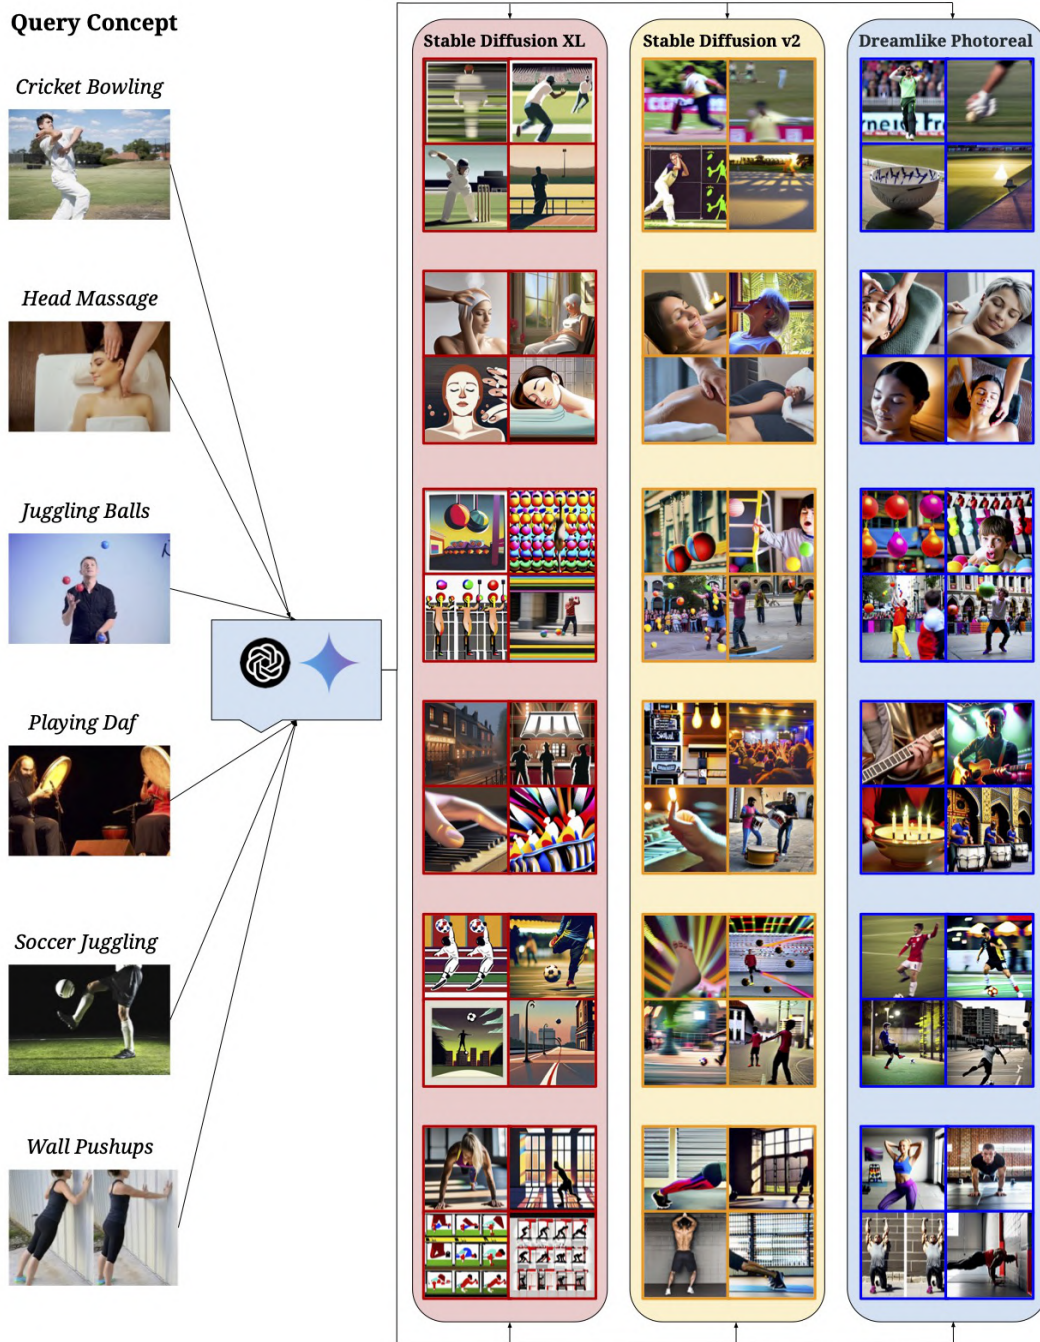 Query Concept
Stable Diffusion XL
Stable Diffusion v2
Dreamlike Photoreal
Cricket Bowling
Head Massage
Juggling Balls
Playing Daf
Soccer Juggling
Wall Pushups